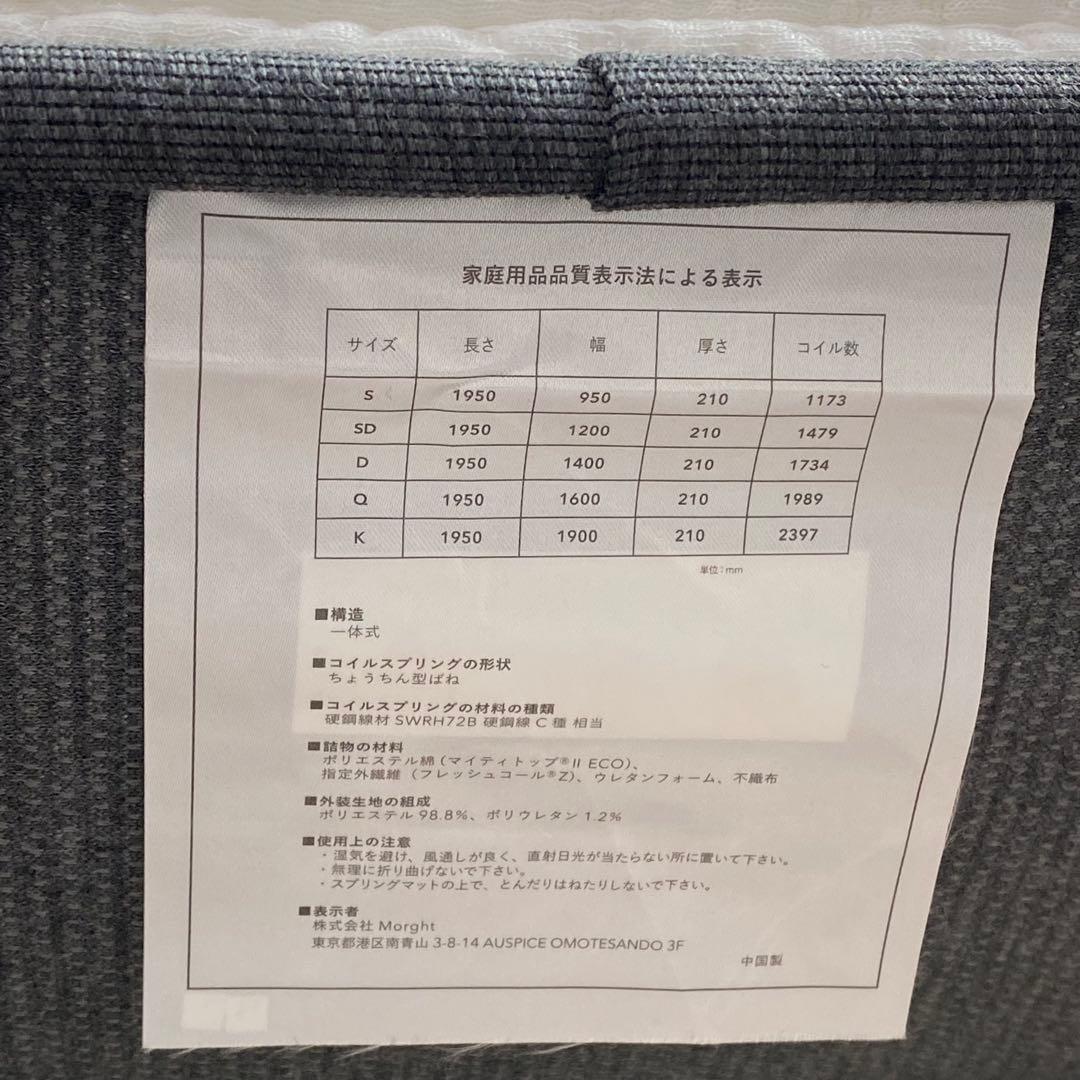 家庭用品品質表示法による表示
サイズ 長さ 幅 厚さ コイル数
S 1950 950 210 1173
SD 1950 1200 210 1479
D 1950 1400 210 1734
Q 1950 1600 210 1989
K 1950 1900 210 2397
単位:mm
■構造
一体式
■コイルスプリングの形状
ちょうちん型ばね
■コイルスプリングの材料の種類
硬鋼線材 SWRH72B 硬鋼線 C 種 相当
■詰物の材料
ポリエステル綿(マイティトップ®II ECO)、
指定外繊維(フレッシュコール®Z)、ウレタンフォーム、不織布
■外装生地の組成
ポリエステル 98.8%、ポリウレタン 1.2%
■使用上の注意
・湿気を避け、風通しが良く、直射日光が当たらない所に置いて下さい。
・無理に折り曲げないで下さい。
・スプリングマットの上で、とんだりはねたりしないで下さい。
■表示者
株式会社 Morght
東京都港区南青山 3-8-14 AUSPICE OMOTESANDO 3F
中国製